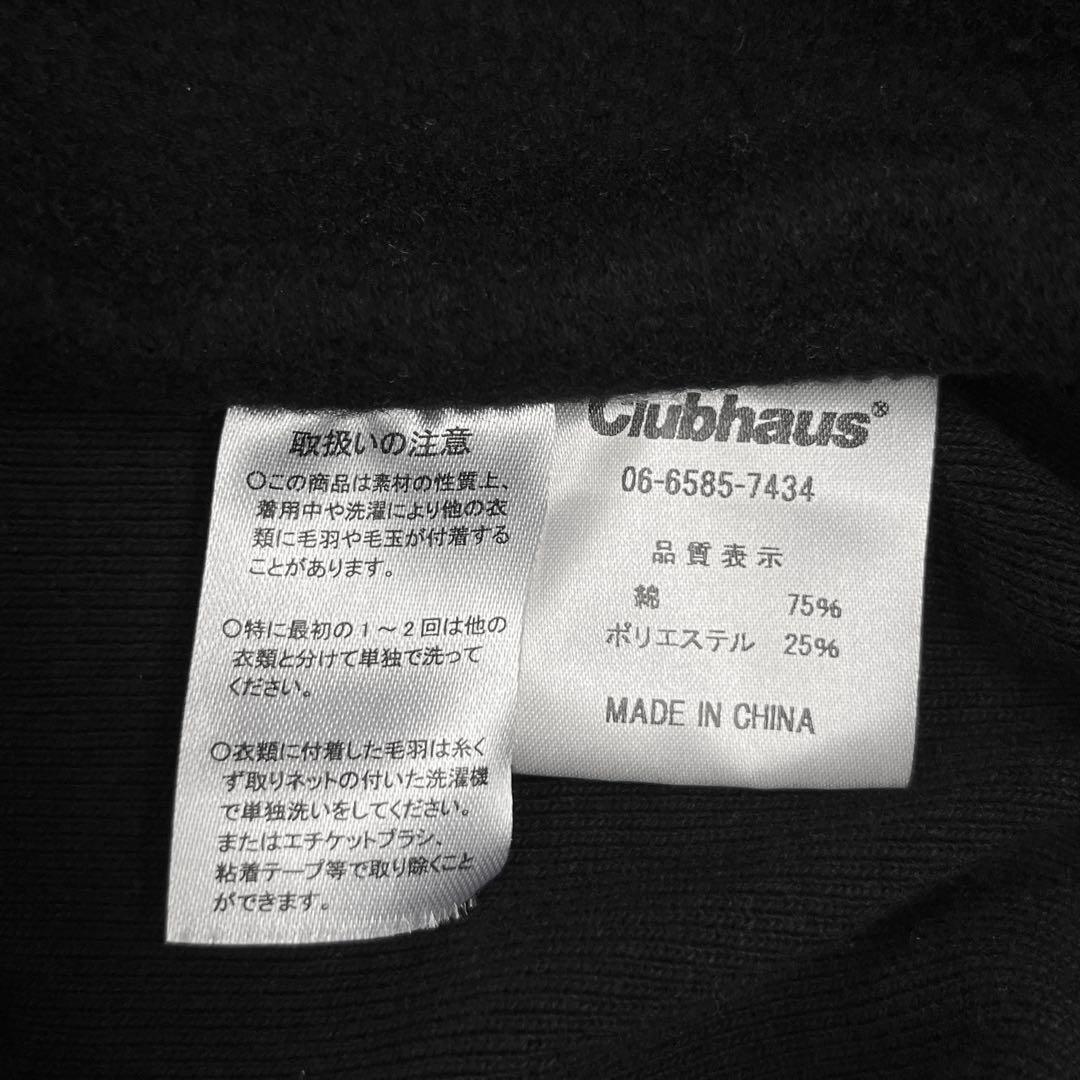 取扱いの注意
○この商品は素材の性質上、
着用中や洗濯により他の衣
類に毛羽や毛玉が付着する
ことがあります。
○特に最初の1～2回は他の
衣類と分けて単独で洗って
ください。
○衣類に付着した毛羽は糸く
ず取りネットの付いた洗濯機
で単独洗いをしてください。
またはエチケットブラシ、
粘着テープ等で取り除くこと
ができます。
Clubhaus®
06-6585-7434
品質表示
綿 75%
ポリエステル 25%
MADE IN CHINA